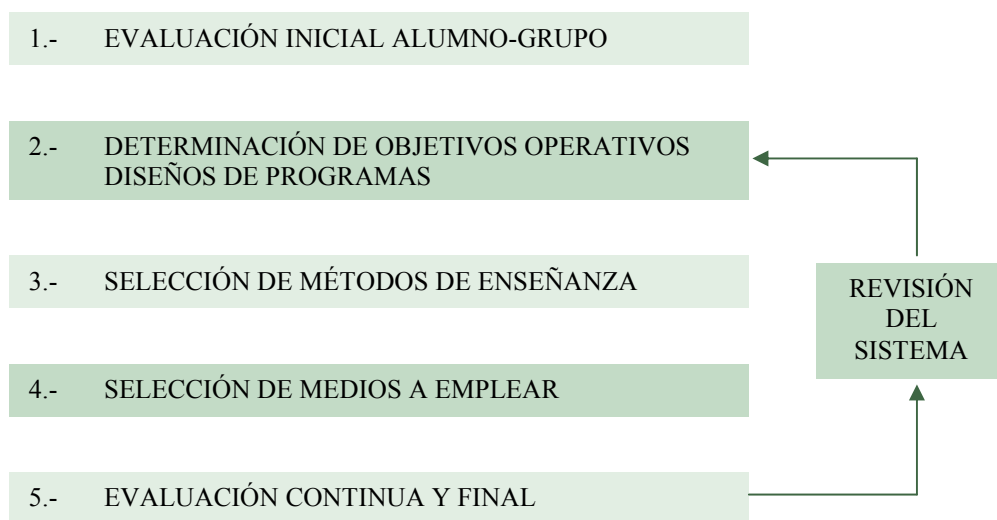 1.- EVALUACIÓN INICIAL ALUMNO-GRUPO
2.- DETERMINACIÓN DE OBJETIVOS OPERATIVOS
DISEÑOS DE PROGRAMAS
3.- SELECCIÓN DE MÉTODOS DE ENSEÑANZA
4.- SELECCIÓN DE MEDIOS A EMPLEAR
5.- EVALUACIÓN CONTINUA Y FINAL
REVISIÓN
DEL
SISTEMA